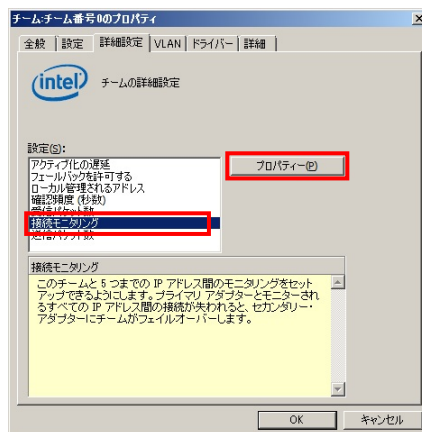 チーム:チーム番号0のプロパティ
全般 設定 詳細設定 VLAN ドライバー 詳細
intel チームの詳細設定
設定(S):
アクティブ化の遅延
フェールバックを許可する
ローカル管理されるアドレス
確認頻度 (秒数)
受信パケット数
接続モニタリング
送信パケット数
プロパティー(P)
接続モニタリング
このチームと 5 つまでの IP アドレス間のモニタリングをセット
アップできるようにします。プライマリ アダプターとモニターされ
るすべての IP アドレス間の接続が失われると、セカンダリー・
アダプターにチームがフェイルオーバーします。
OK キャンセル